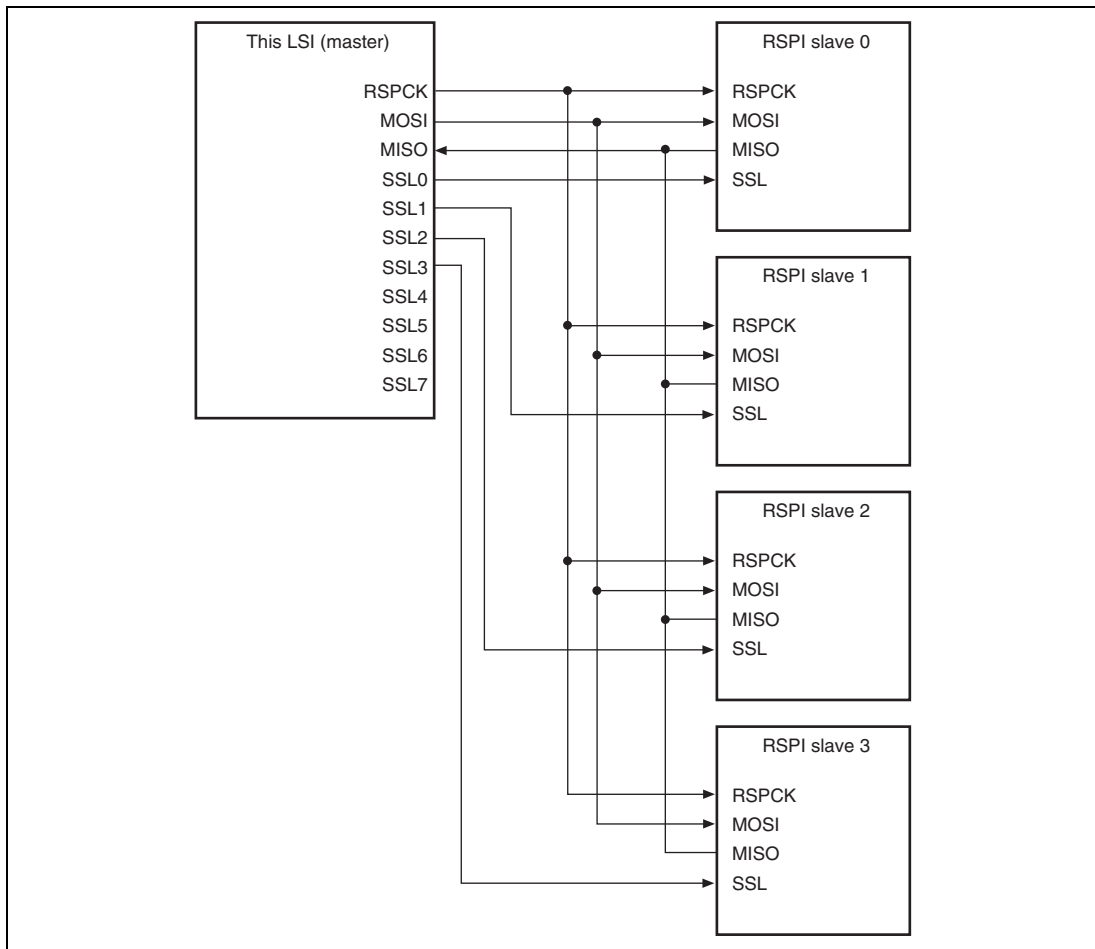 This LSI (master)
RSPCK
MOSI
MISO
SSL0
SSL1
SSL2
SSL3
SSL4
SSL5
SSL6
SSL7
RSPI slave 0
RSPCK
MOSI
MISO
SSL
RSPI slave 1
RSPCK
MOSI
MISO
SSL
RSPI slave 2
RSPCK
MOSI
MISO
SSL
RSPI slave 3
RSPCK
MOSI
MISO
SSL